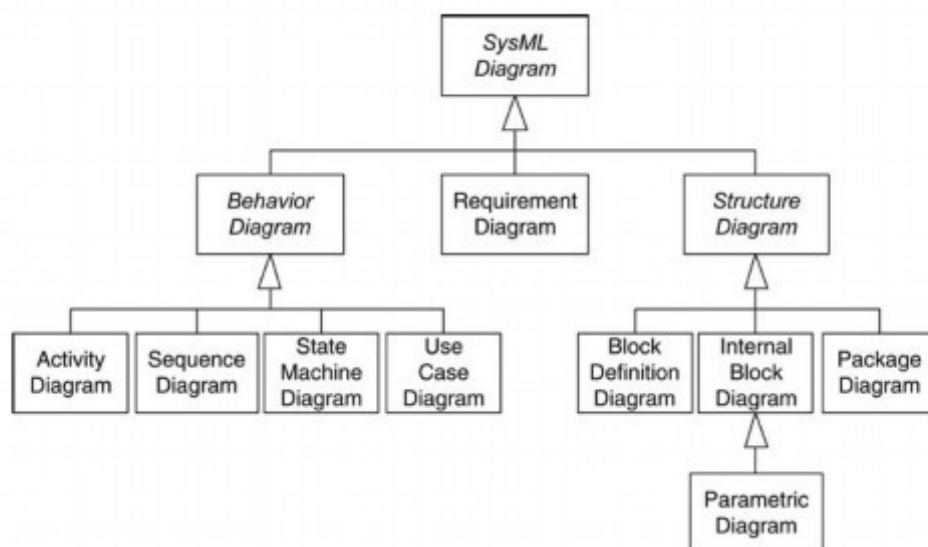 SysML
Diagram
Behavior
Diagram
Requirement
Diagram
Structure
Diagram
Activity
Diagram
Sequence
Diagram
State
Machine
Diagram
Use
Case
Diagram
Block
Definition
Diagram
Internal
Block
Diagram
Package
Diagram
Parametric
Diagram